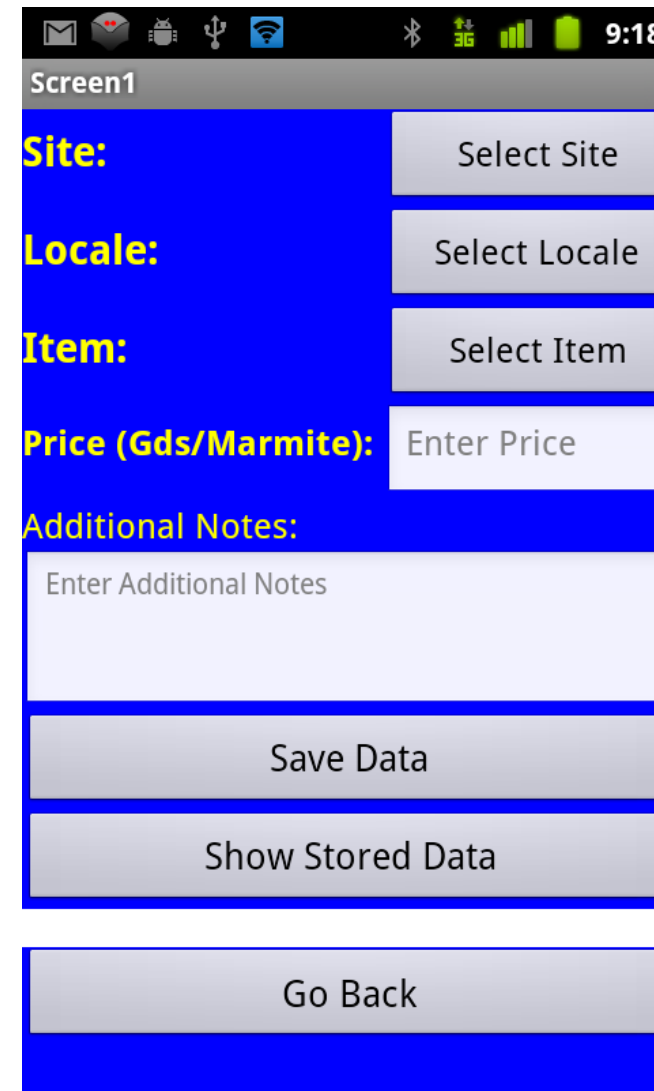 3G 9:18
Screen1
Site: Select Site
Locale: Select Locale
Item: Select Item
Price (Gds/Marmite): Enter Price
Additional Notes:
Enter Additional Notes
Save Data
Show Stored Data
Go Back